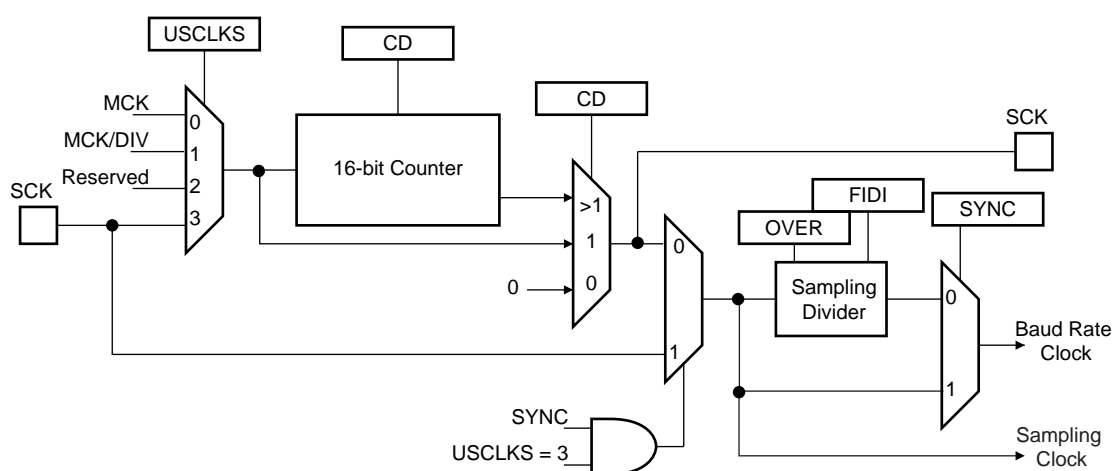 USCLKS
CD
CD
MCK
MCK/DIV
Reserved
SCK
0
1
2
3
16-bit Counter
>1
1
0
0
SCK
FIDI
OVER
SYNC
0
1
Sampling
Divider
0
1
Baud Rate
Clock
SYNC
USCLKS = 3
Sampling
Clock